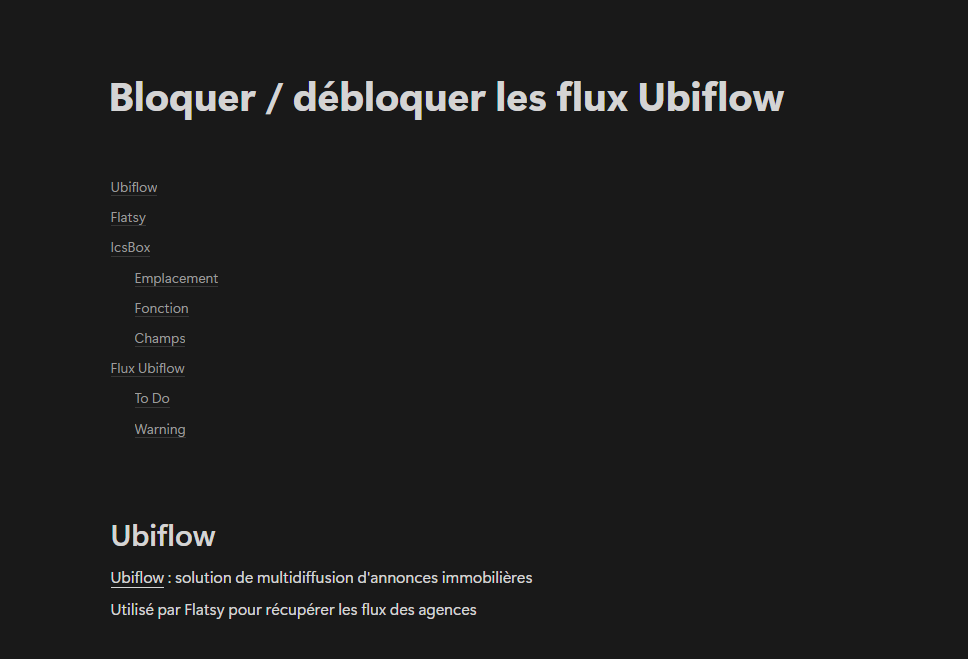 Bloquer / débloquer les flux Ubiflow
Ubiflow
Flatsy
IcsBox
Emplacement
Fonction
Champs
Flux Ubiflow
To Do
Warning
Ubiflow
Ubiflow : solution de multidiffusion d'annonces immobilières
Utilisé par Flatsy pour récupérer les flux des agences